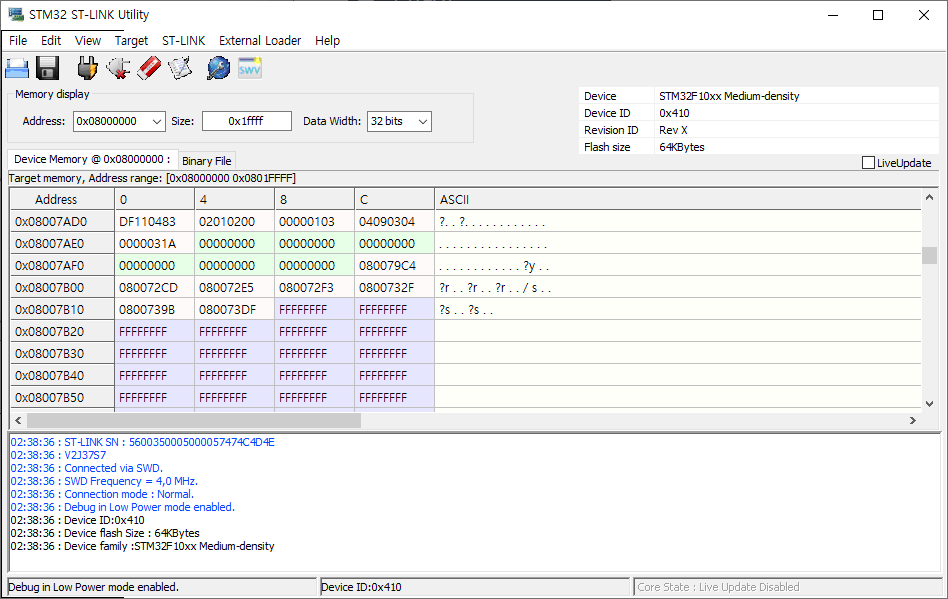 STM32 ST-LINK Utility
File Edit View Target ST-LINK External Loader Help
SWV
Memory display
Address: 0x08000000 Size: 0x1ffff Data Width: 32 bits
Device STM32F10xx Medium-density
Device ID 0x410
Revision ID Rev X
Flash size 64KBytes
LiveUpdate
Device Memory @ 0x08000000 : Binary File
Target memory, Address range: [0x08000000 0x0801FFFF]
Address 0 4 8 C ASCII
0x08007AD0 DF110483 02010200 00000103 04090304 ?. . ?. . . . . . . . . . . .
0x08007AE0 0000031A 00000000 00000000 00000000 . . . . . . . . . . . . . . . .
0x08007AF0 00000000 00000000 00000000 080079C4 . . . . . . . . . . . . ?y . .
0x08007B00 080072CD 080072E5 080072F3 0800732F ?r . . ?r . . ?r . . / s . .
0x08007B10 0800739B 080073DF FFFFFFFF FFFFFFFF ?s . . ?s . .
0x08007B20 FFFFFFFF FFFFFFFF FFFFFFFF FFFFFFFF
0x08007B30 FFFFFFFF FFFFFFFF FFFFFFFF FFFFFFFF
0x08007B40 FFFFFFFF FFFFFFFF FFFFFFFF FFFFFFFF
0x08007B50 FFFFFFFF FFFFFFFF FFFFFFFF FFFFFFFF
02:38:36 : ST-LINK SN : 5600350005000057474C4D4E
02:38:36 : V2J37S7
02:38:36 : Connected via SWD.
02:38:36 : SWD Frequency = 4,0 MHz.
02:38:36 : Connection mode : Normal.
02:38:36 : Debug in Low Power mode enabled.
02:38:36 : Device ID:0x410
02:38:36 : Device flash Size : 64KBytes
02:38:36 : Device family :STM32F10xx Medium-density
Debug in Low Power mode enabled. Device ID:0x410 Core State : Live Update Disabled